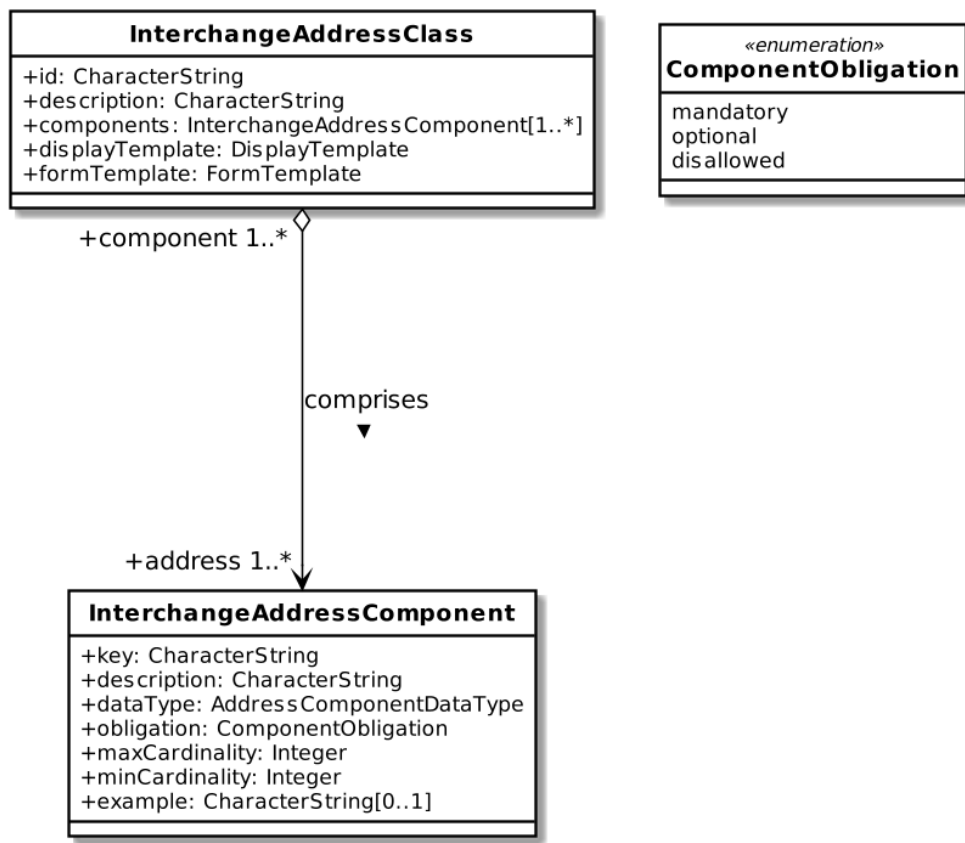 InterchangeAddressClass
+id: CharacterString
+description: CharacterString
+components: InterchangeAddressComponent[1..*]
+displayTemplate: DisplayTemplate
+formTemplate: FormTemplate
«enumeration»
ComponentObligation
mandatory
optional
disallowed
+component 1..*
comprises
+address 1..*
InterchangeAddressComponent
+key: CharacterString
+description: CharacterString
+dataType: AddressComponentDataType
+obligation: ComponentObligation
+maxCardinality: Integer
+minCardinality: Integer
+example: CharacterString[0..1]